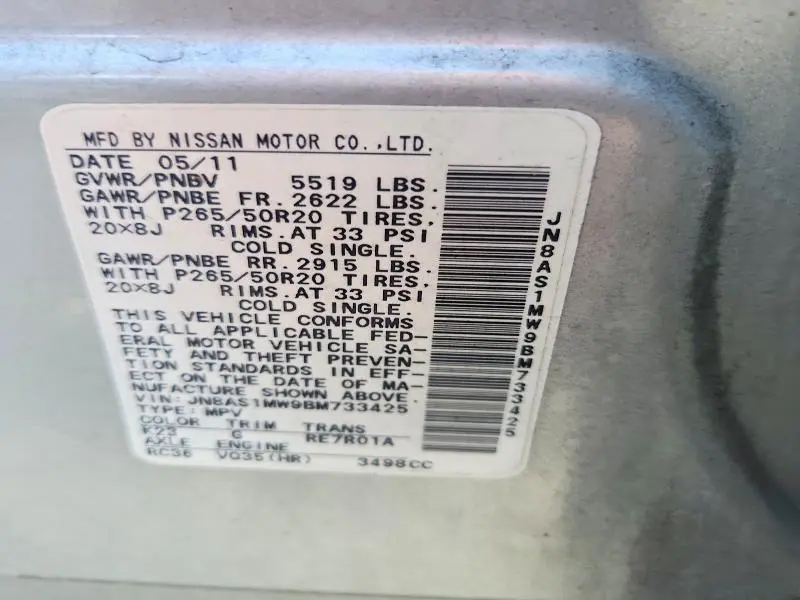 MFD BY NISSAN MOTOR CO.,LTD.
DATE 05/11
GVWR/PNBV 5519 LBS.
GAWR/PNBE FR. 2622 LBS.
WITH P265/50R20 TIRES.
20X8J RIMS.AT 33 PSI
COLD SINGLE.
GAWR/PNBE RR. 2915 LBS.
WITH P265/50R20 TIRES.
20X8J RIMS.AT 33 PSI
COLD SINGLE.
THIS VEHICLE CONFORMS
TO ALL APPLICABLE FED-
ERAL MOTOR VEHICLE SA-
FETY AND THEFT PREVEN-
TION STANDARDS IN EFF-
ECT ON THE DATE OF MA-
NUFACTURE SHOWN ABOVE.
VIN: JN8AS1MW9BM733425
TYPE: MPV
COLOR TRIM TRANS
K23 G RE7R01A
AXLE ENGINE
RC36 VQ35(HR) 3498CC
JN8AS1MW9BM733425